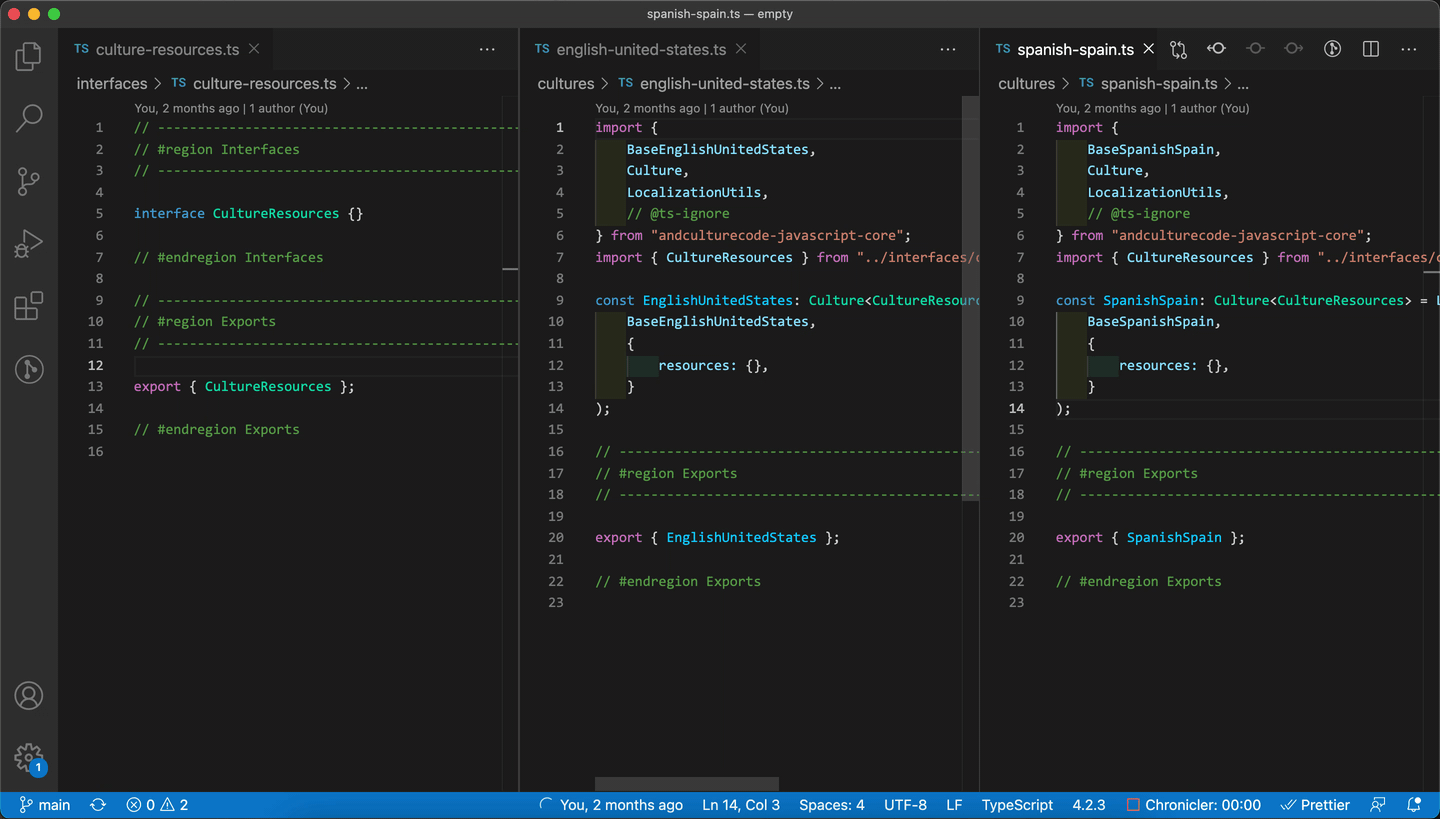 spanish-spain.ts — empty
TS culture-resources.ts
interfaces > TS culture-resources.ts > ...
You, 2 months ago | 1 author (You)
1 // ---------------------------------------------
2 // #region Interfaces
3 // ---------------------------------------------
4
5 interface CultureResources {}
6
7 // #endregion Interfaces
8
9 // ---------------------------------------------
10 // #region Exports
11 // ---------------------------------------------
12
13 export { CultureResources };
14
15 // #endregion Exports
16
TS english-united-states.ts
cultures > TS english-united-states.ts > ...
You, 2 months ago | 1 author (You)
1 import {
2 BaseEnglishUnitedStates,
3 Culture,
4 LocalizationUtils,
5 // @ts-ignore
6 } from "andculturecode-javascript-core";
7 import { CultureResources } from "../interfaces/c
8
9 const EnglishUnitedStates: Culture<CultureResourc
10 BaseEnglishUnitedStates,
11 {
12 resources: {},
13 }
14 );
15
16 // ---------------------------------------------
17 // #region Exports
18 // ---------------------------------------------
19
20 export { EnglishUnitedStates };
21
22 // #endregion Exports
23
TS spanish-spain.ts
cultures > TS spanish-spain.ts > ...
You, 2 months ago | 1 author (You)
1 import {
2 BaseSpanishSpain,
3 Culture,
4 LocalizationUtils,
5 // @ts-ignore
6 } from "andculturecode-javascript-core";
7 import { CultureResources } from "../interfaces/c
8
9 const SpanishSpain: Culture<CultureResources> = L
10 BaseSpanishSpain,
11 {
12 resources: {},
13 }
14 );
15
16 // ---------------------------------------------
17 // #region Exports
18 // ---------------------------------------------
19
20 export { SpanishSpain };
21
22 // #endregion Exports
23
1
main 0 2 You, 2 months ago Ln 14, Col 3 Spaces: 4 UTF-8 LF TypeScript 4.2.3 Chronicler: 00:00 Prettier